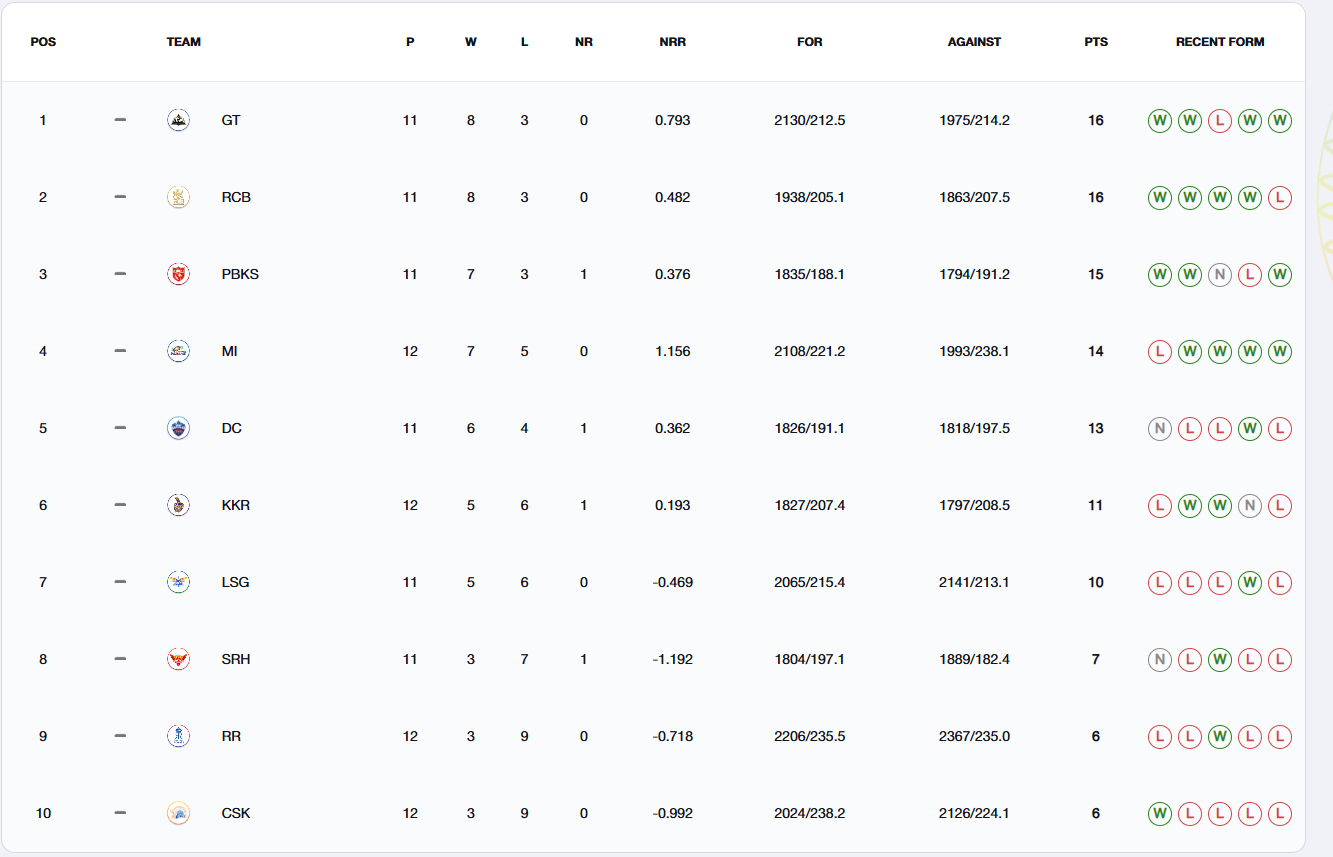 POS TEAM P W L NR NRR FOR AGAINST PTS RECENT FORM
1 GT 11 8 3 0 0.793 2130/212.5 1975/214.2 16 W W L W W
2 RCB 11 8 3 0 0.482 1938/205.1 1863/207.5 16 W W W W L
3 PBKS 11 7 3 1 0.376 1835/188.1 1794/191.2 15 W W N L W
4 MI 12 7 5 0 1.156 2108/221.2 1993/238.1 14 L W W W W
5 DC 11 6 4 1 0.362 1826/191.1 1818/197.5 13 N L L W L
6 KKR 12 5 6 1 0.193 1827/207.4 1797/208.5 11 L W W N L
7 LSG 11 5 6 0 -0.469 2065/215.4 2141/213.1 10 L L L W L
8 SRH 11 3 7 1 -1.192 1804/197.1 1889/182.4 7 N L W L L
9 RR 12 3 9 0 -0.718 2206/235.5 2367/235.0 6 L L W L L
10 CSK 12 3 9 0 -0.992 2024/238.2 2126/224.1 6 W L L L L